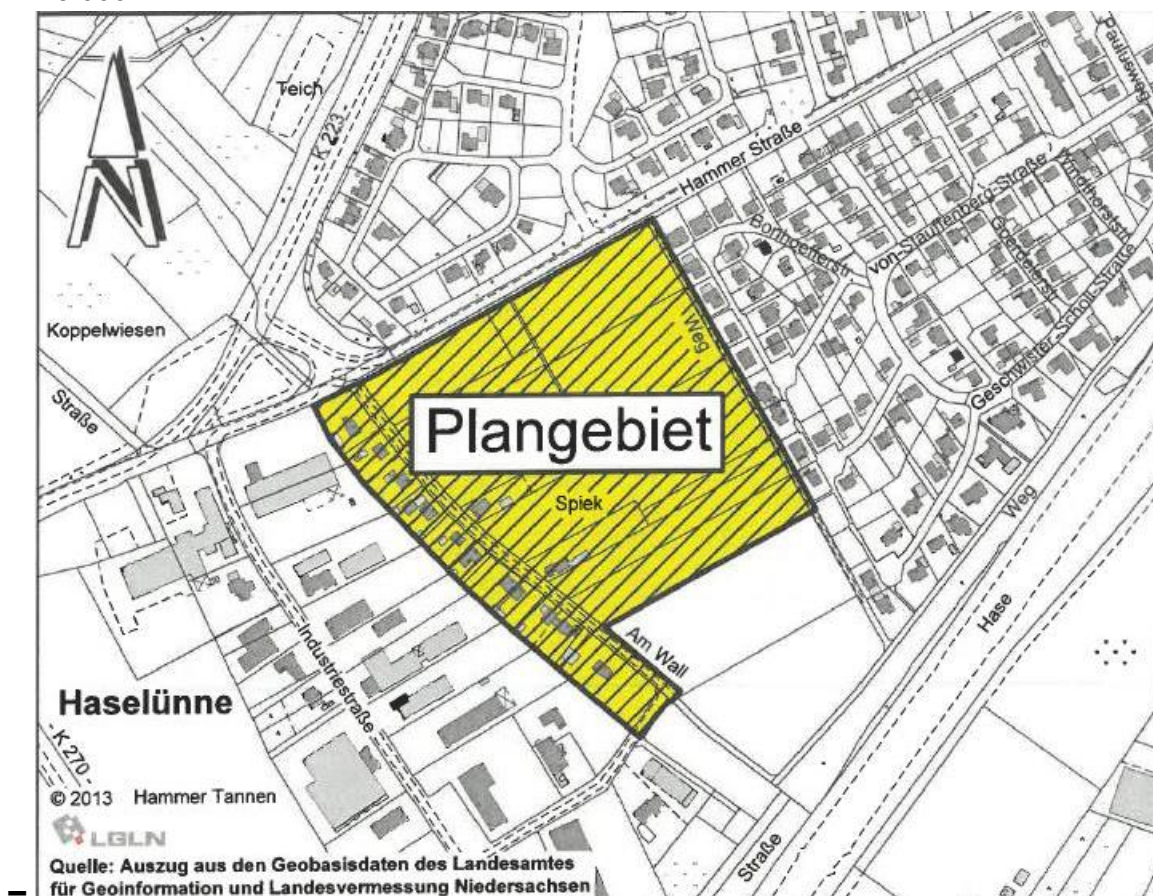 N
Teich
K 223
Hammer Straße
Paulusweg
Windthorststr
von-Stauffenberg-Straße
Bonhoefferstr
Goerdelerstr
Geschwister-Scholl-Straße
Koppelwiesen
Straße
Weg
Plangebiet
Spiek
Weg
Hase
Am Wall
Industriestraße
Haselünne
K 270
© 2013 Hammer Tannen
LGLN
Straße
Quelle: Auszug aus den Geobasisdaten des Landesamtes
für Geoinformation und Landesvermessung Niedersachsen